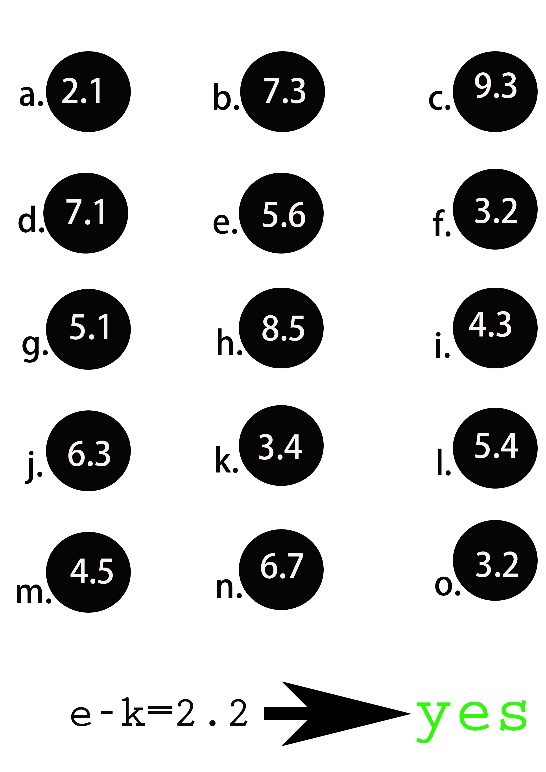 a. 2.1 b. 7.3 c. 9.3
d. 7.1 e. 5.6 f. 3.2
g. 5.1 h. 8.5 i. 4.3
j. 6.3 k. 3.4 l. 5.4
m. 4.5 n. 6.7 o. 3.2
e-k=2.2 yes